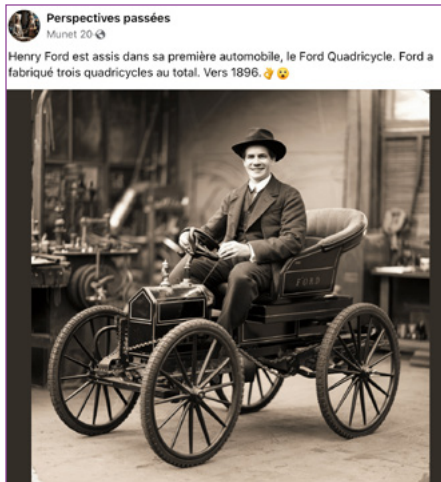 Perspectives passées
Munet 20
Henry Ford est assis dans sa première automobile, le Ford Quadricycle. Ford a
fabriqué trois quadricycles au total. Vers 1896.👌😮
FORD